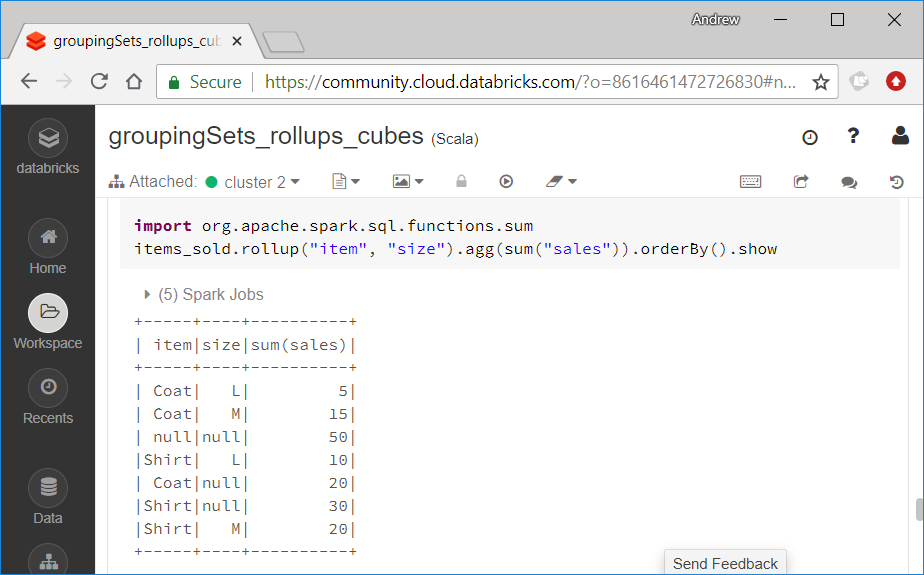 Andrew
groupingSets_rollups_cub
Secure https://community.cloud.databricks.com/?o=8616461472726830#n...
databricks
Home
Workspace
Recents
Data
groupingSets_rollups_cubes (Scala)
Attached: cluster 2
import org.apache.spark.sql.functions.sum
items_sold.rollup("item", "size").agg(sum("sales")).orderBy().show
(5) Spark Jobs
+-----+----+----------+
| item|size|sum(sales)|
+-----+----+----------+
| Coat|   L|         5|
| Coat|   M|        15|
| null|null|        50|
|Shirt|   L|        10|
| Coat|null|        20|
|Shirt|null|        30|
|Shirt|   M|        20|
+-----+----+----------+
Send Feedback